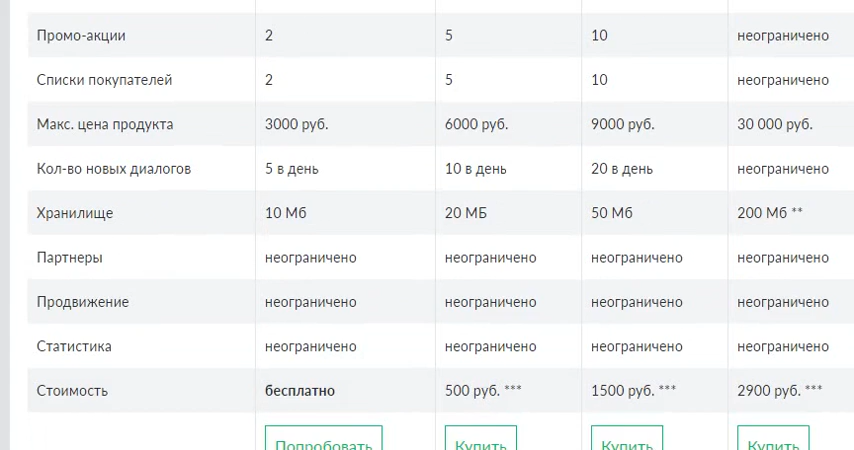 Промо-акции 2 5 10 неограничено
Списки покупателей 2 5 10 неограничено
Макс. цена продукта 3000 руб. 6000 руб. 9000 руб. 30 000 руб.
Кол-во новых диалогов 5 в день 10 в день 20 в день неограничено
Хранилище 10 Мб 20 МБ 50 Мб 200 Мб **
Партнеры неограничено неограничено неограничено неограничено
Продвижение неограничено неограничено неограничено неограничено
Статистика неограничено неограничено неограничено неограничено
Стоимость бесплатно 500 руб. *** 1500 руб. *** 2900 руб. ***
Попробовать Купить Купить Купить